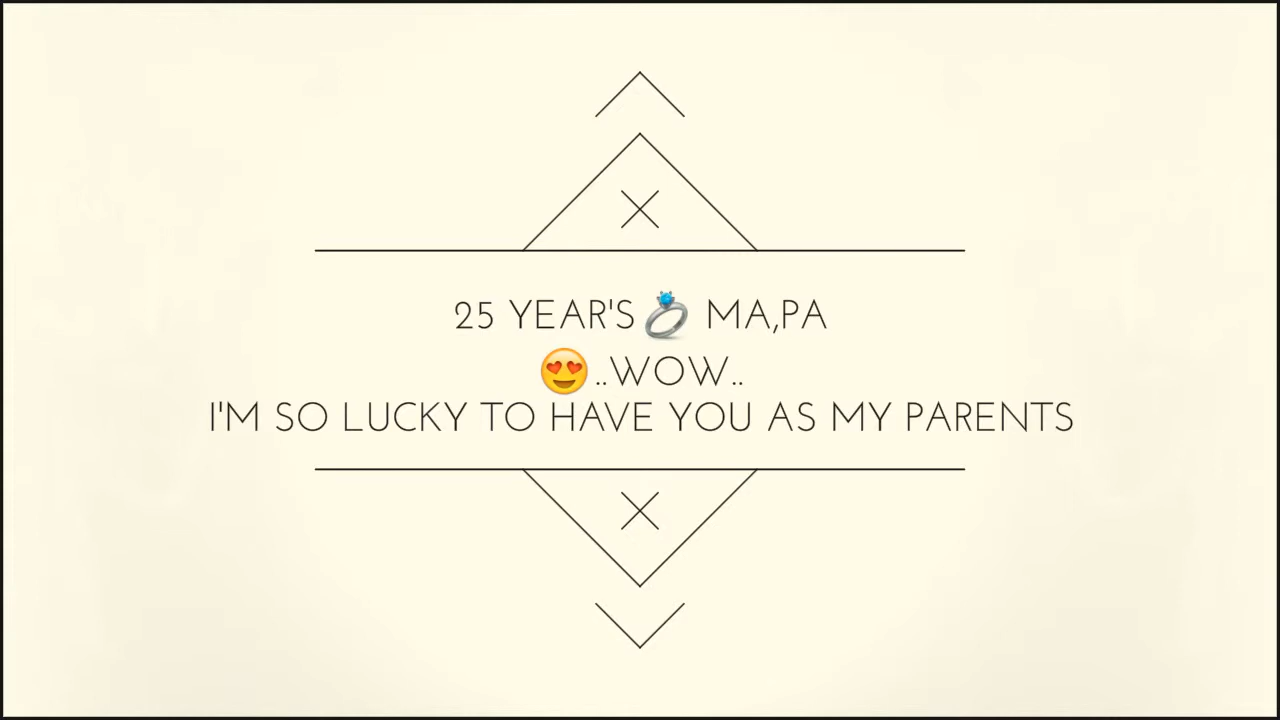 25 YEAR'S💍 MA,PA
😍..WOW..
I'M SO LUCKY TO HAVE YOU AS MY PARENTS